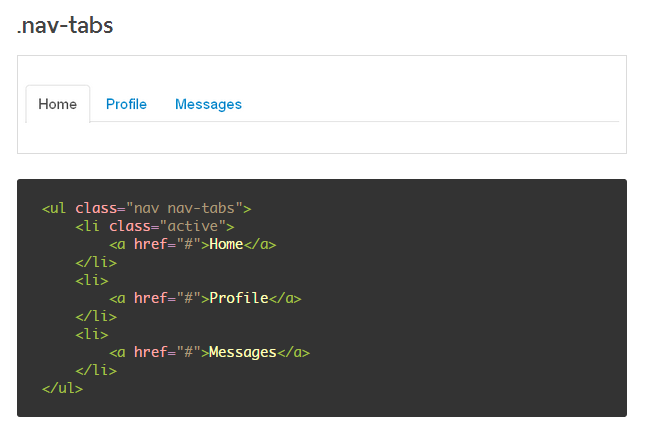 .nav-tabs
Home Profile Messages
<ul class="nav nav-tabs">
    <li class="active">
        <a href="#">Home</a>
    </li>
    <li>
        <a href="#">Profile</a>
    </li>
    <li>
        <a href="#">Messages</a>
    </li>
</ul>